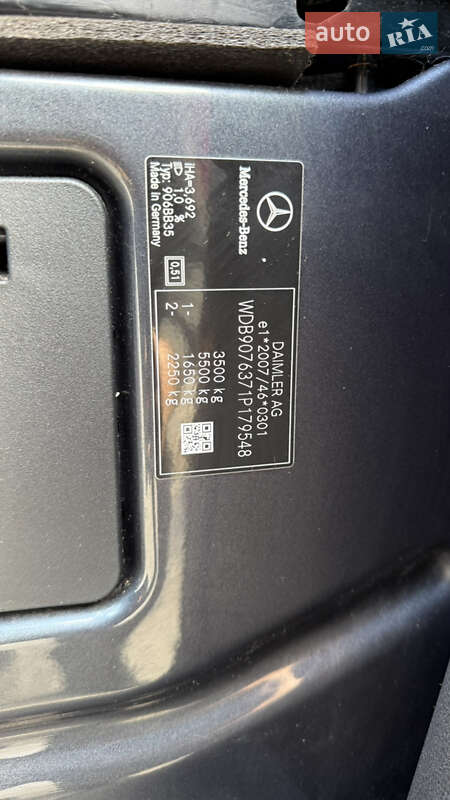 auto
RIA
.com
Mercedes-Benz
iHA=3,692
1,0 %
Typ: 906BB35
Made in Germany
0,51
DAIMLER AG
e1*2007/46*0301
WDB9076371P179548
3500 kg
5500 kg
1- 1650 kg
2- 2250 kg